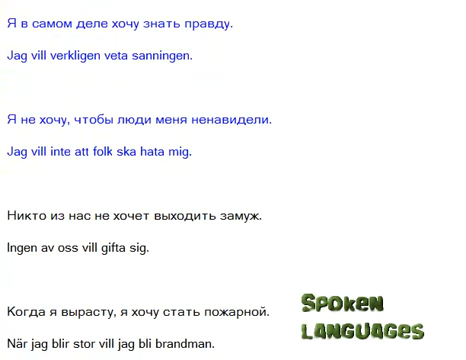 Я в самом деле хочу знать правду.
Jag vill verkligen veta sanningen.
Я не хочу, чтобы люди меня ненавидели.
Jag vill inte att folk ska hata mig.
Никто из нас не хочет выходить замуж.
Ingen av oss vill gifta sig.
Когда я вырасту, я хочу стать пожарной.
När jag blir stor vill jag bli brandman.
Spoken
Languages